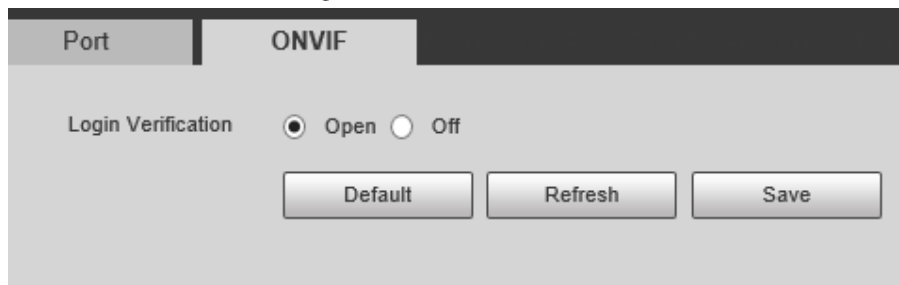 Port ONVIF
Login Verification Open Off
Default Refresh Save